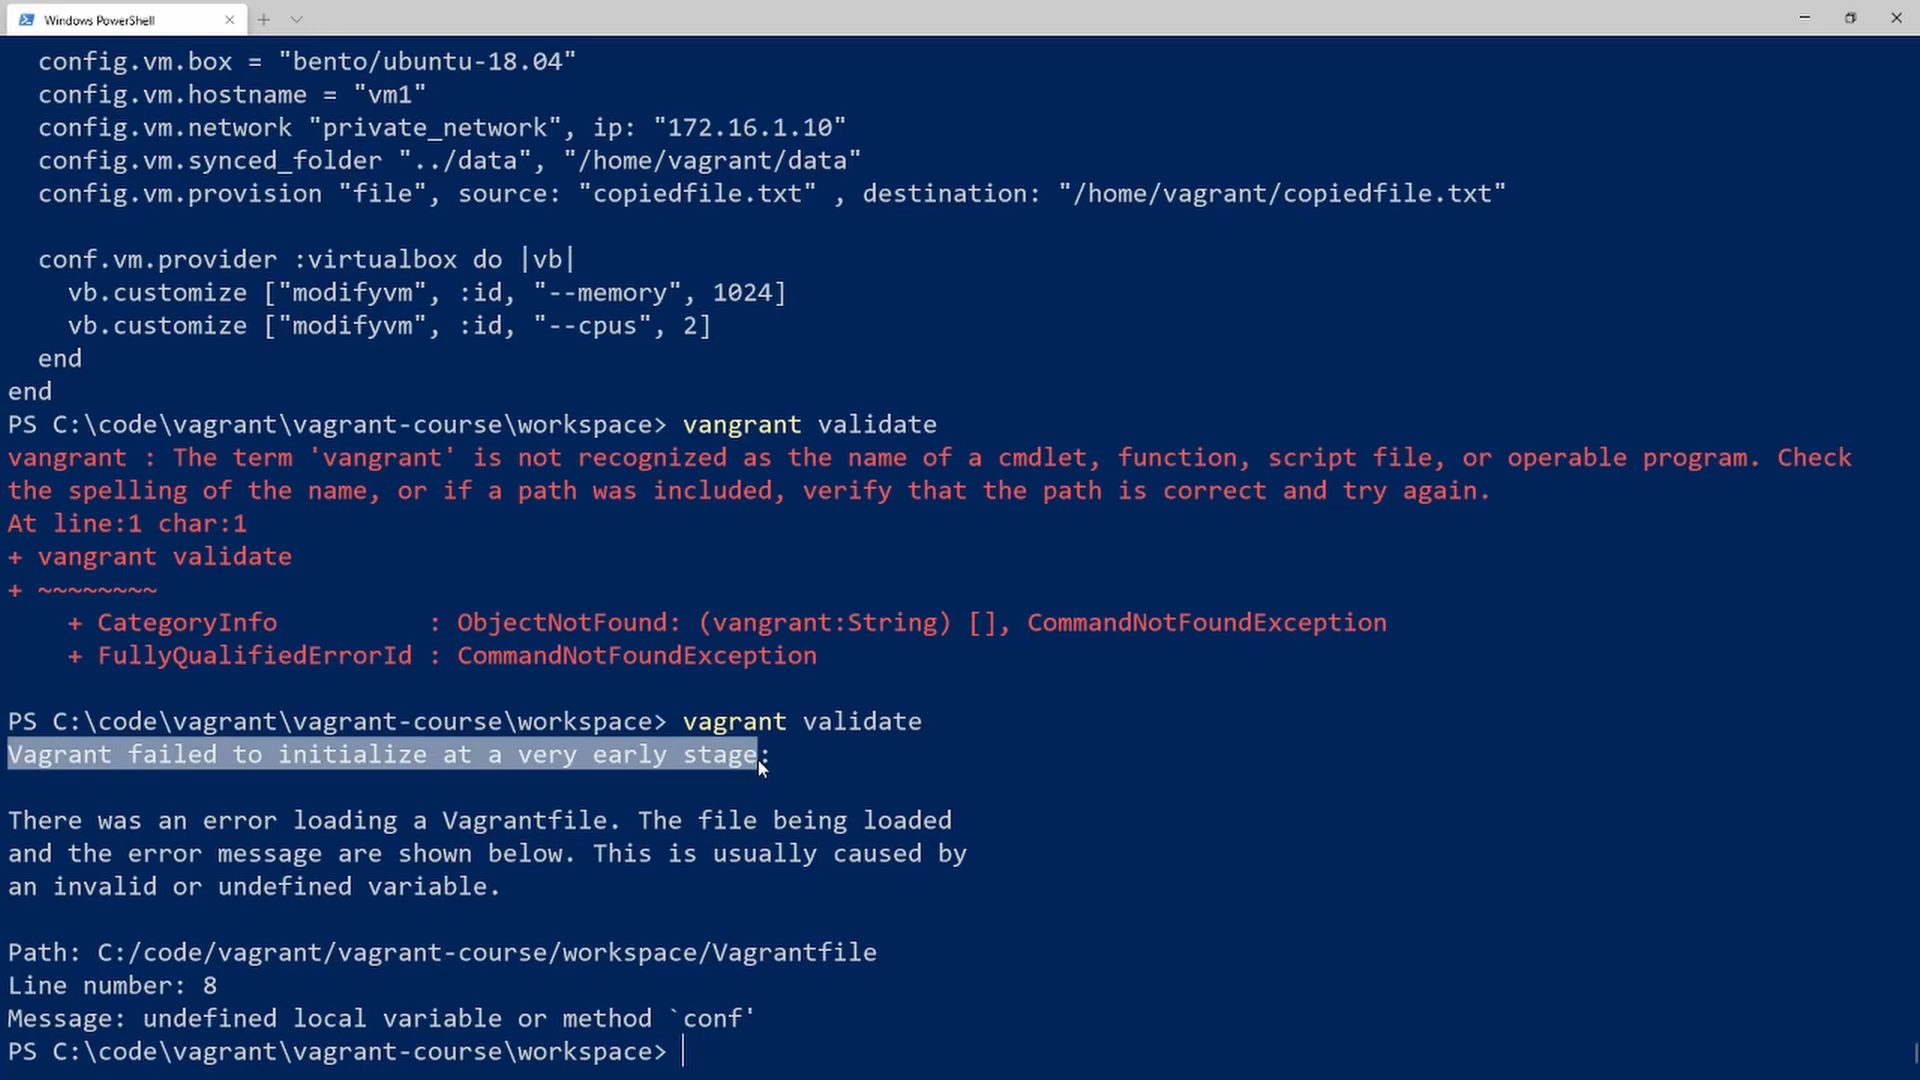 Windows PowerShell
  config.vm.box = "bento/ubuntu-18.04"
  config.vm.hostname = "vm1"
  config.vm.network "private_network", ip: "172.16.1.10"
  config.vm.synced_folder "../data", "/home/vagrant/data"
  config.vm.provision "file", source: "copiedfile.txt" , destination: "/home/vagrant/copiedfile.txt"

  conf.vm.provider :virtualbox do |vb|
    vb.customize ["modifyvm", :id, "--memory", 1024]
    vb.customize ["modifyvm", :id, "--cpus", 2]
  end
end
PS C:\code\vagrant\vagrant-course\workspace> vangrant validate
vangrant : The term 'vangrant' is not recognized as the name of a cmdlet, function, script file, or operable program. Check
the spelling of the name, or if a path was included, verify that the path is correct and try again.
At line:1 char:1
+ vangrant validate
+ ~~~~~~~~
    + CategoryInfo          : ObjectNotFound: (vangrant:String) [], CommandNotFoundException
    + FullyQualifiedErrorId : CommandNotFoundException

PS C:\code\vagrant\vagrant-course\workspace> vagrant validate
Vagrant failed to initialize at a very early stage:

There was an error loading a Vagrantfile. The file being loaded
and the error message are shown below. This is usually caused by
an invalid or undefined variable.

Path: C:/code/vagrant/vagrant-course/workspace/Vagrantfile
Line number: 8
Message: undefined local variable or method `conf'
PS C:\code\vagrant\vagrant-course\workspace>